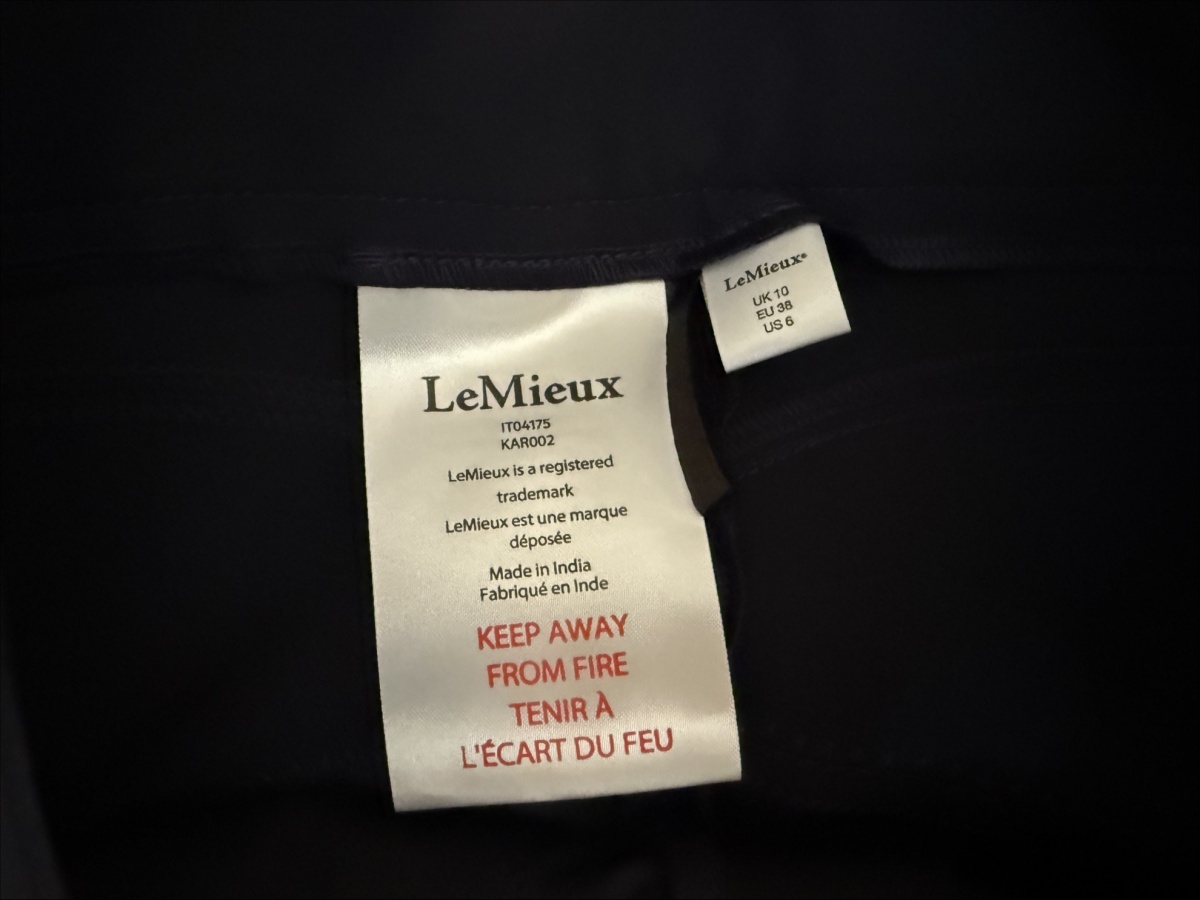 LeMieux
IT04175
KAR002
LeMieux is a registered
trademark
LeMieux est une marque
déposée
Made in India
Fabriqué en Inde
KEEP AWAY
FROM FIRE
TENIR À
L'ÉCART DU FEU
LeMieux®
UK 10
EU 38
US 6